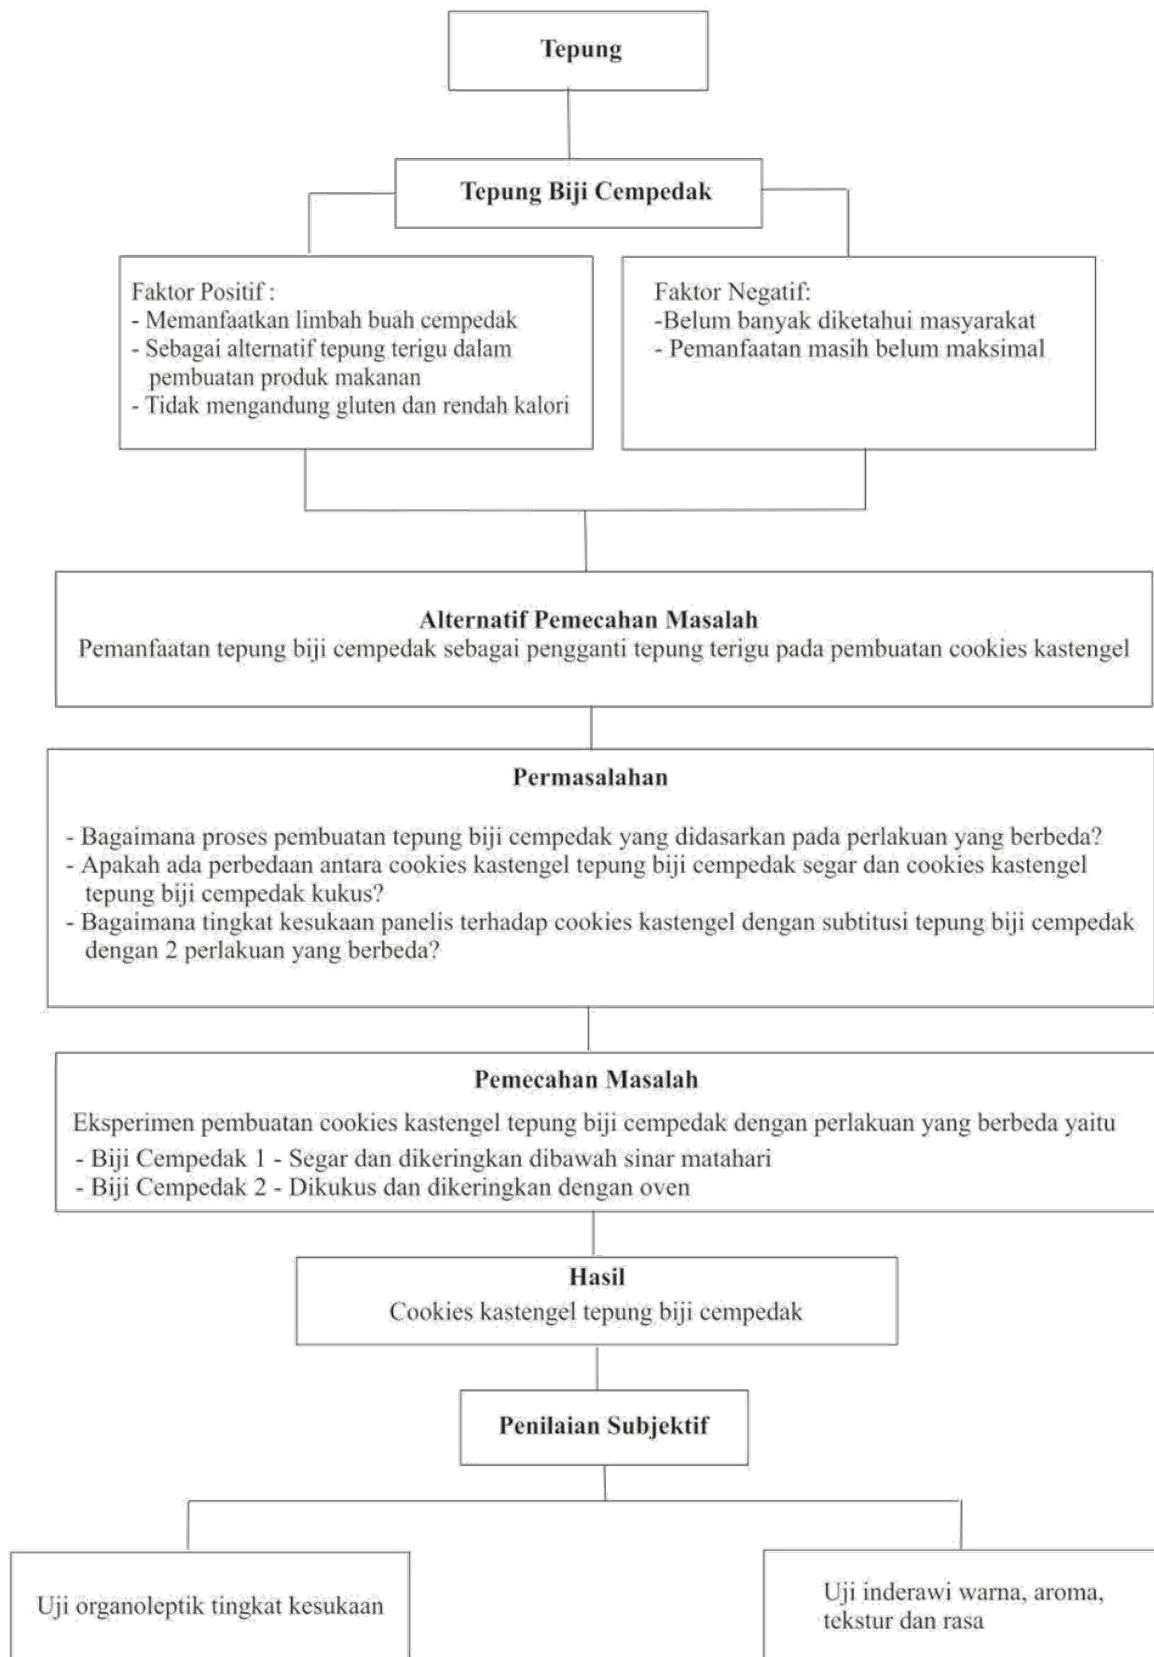 Tepung
Tepung Biji Cempedak
Faktor Positif :
- Memanfaatkan limbah buah cempedak
- Sebagai alternatif tepung terigu dalam
pembuatan produk makanan
- Tidak mengandung gluten dan rendah kalori
Faktor Negatif:
-Belum banyak diketahui masyarakat
- Pemanfaatan masih belum maksimal
Alternatif Pemecahan Masalah
Pemanfaatan tepung biji cempedak sebagai pengganti tepung terigu pada pembuatan cookies kastengel
Permasalahan
- Bagaimana proses pembuatan tepung biji cempedak yang didasarkan pada perlakuan yang berbeda?
- Apakah ada perbedaan antara cookies kastengel tepung biji cempedak segar dan cookies kastengel
tepung biji cempedak kukus?
- Bagaimana tingkat kesukaan panelis terhadap cookies kastengel dengan subtitusi tepung biji cempedak
dengan 2 perlakuan yang berbeda?
Pemecahan Masalah
Eksperimen pembuatan cookies kastengel tepung biji cempedak dengan perlakuan yang berbeda yaitu
- Biji Cempedak 1 - Segar dan dikeringkan dibawah sinar matahari
- Biji Cempedak 2 - Dikukus dan dikeringkan dengan oven
Hasil
Cookies kastengel tepung biji cempedak
Penilaian Subjektif
Uji organoleptik tingkat kesukaan
Uji inderawi warna, aroma,
tekstur dan rasa